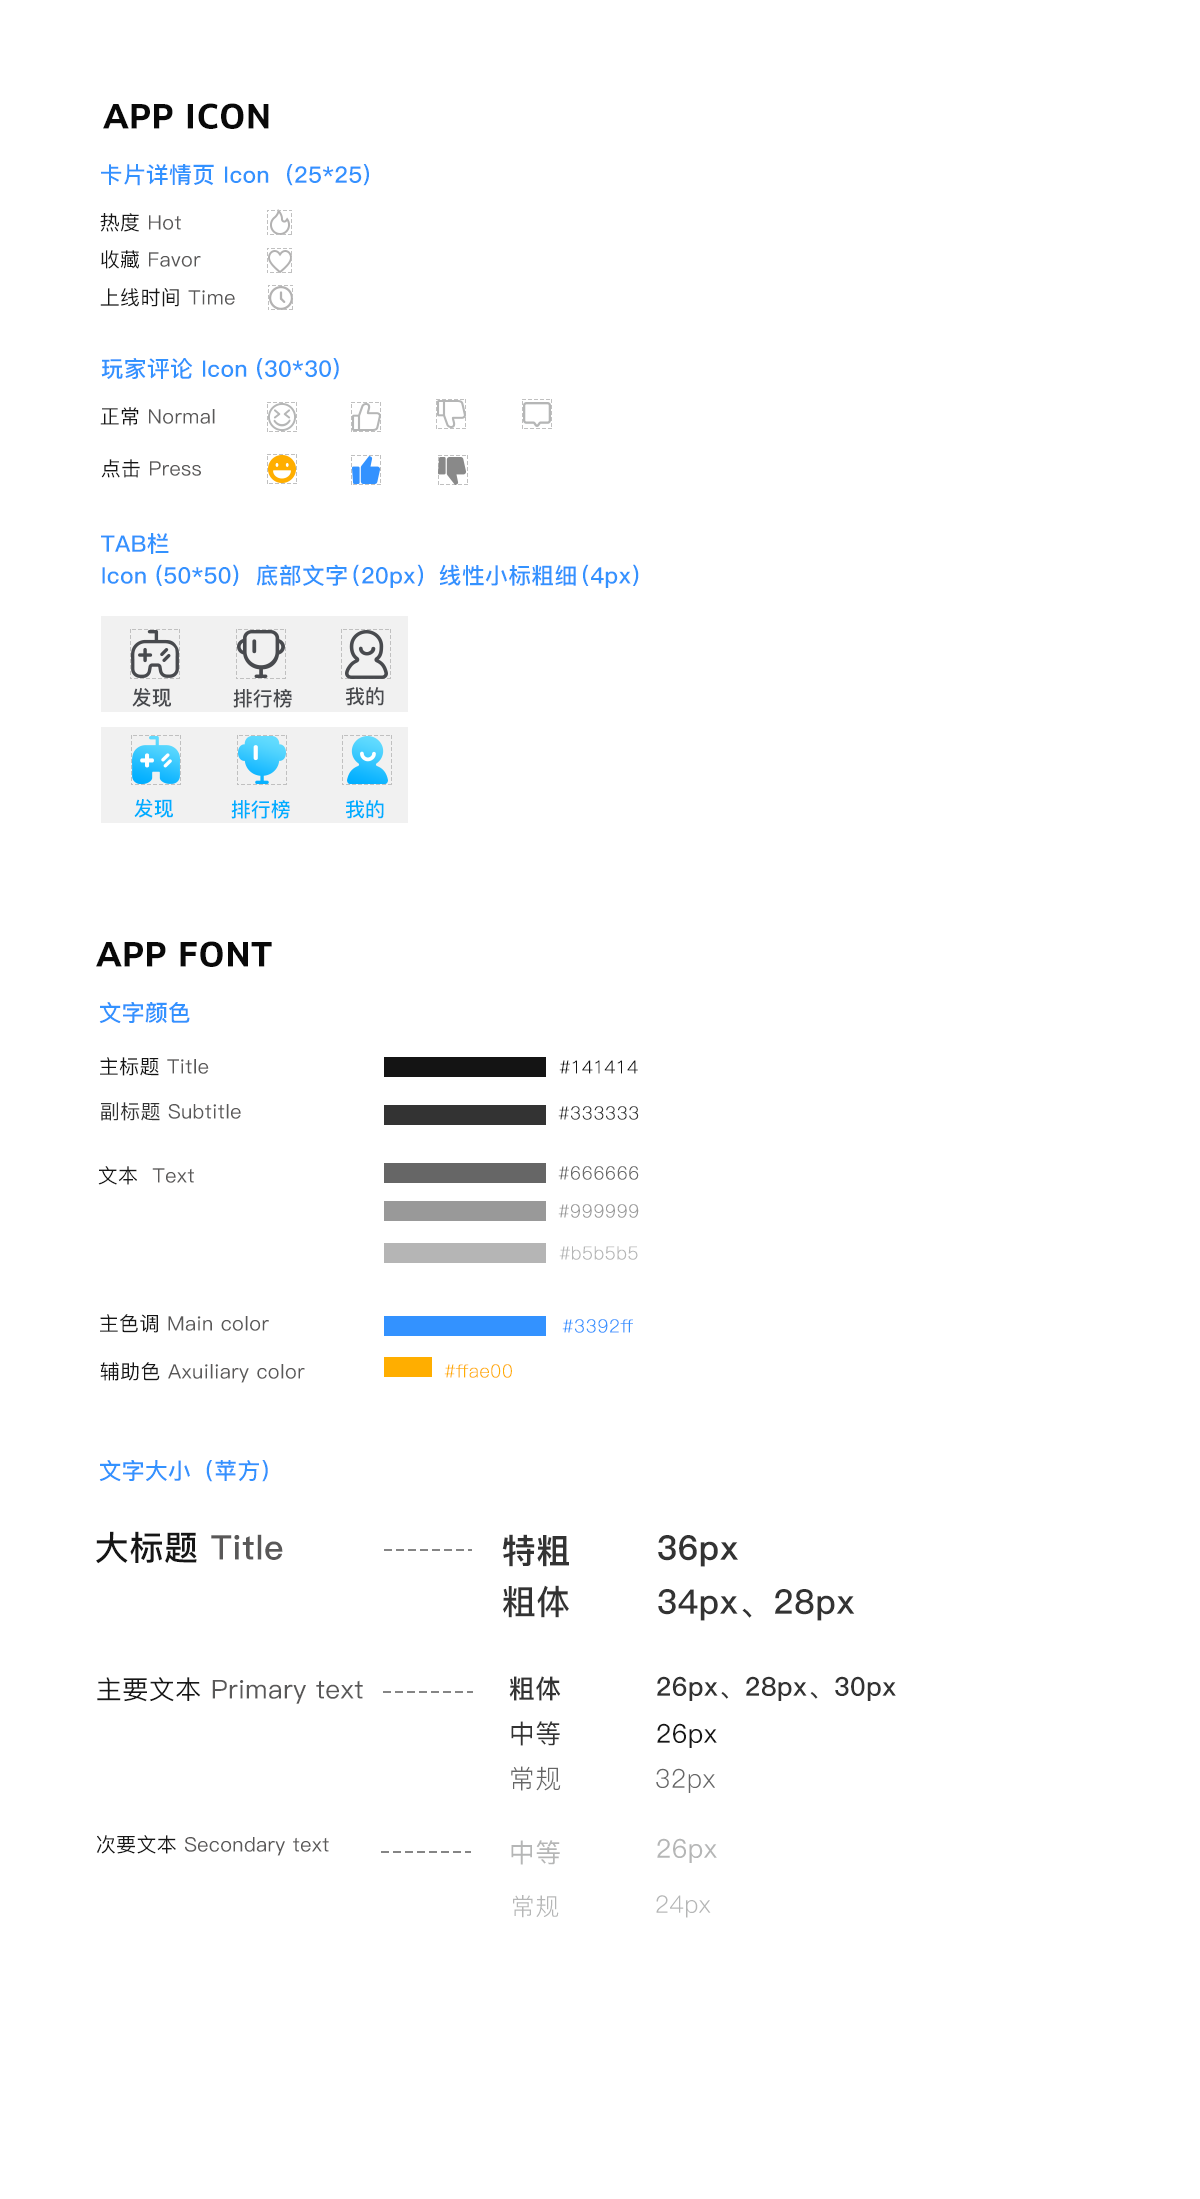 APP ICON
卡片详情页 Icon（25*25）
热度 Hot
收藏 Favor
上线时间 Time
玩家评论 Icon (30*30)
正常 Normal
点击 Press
TAB栏
Icon (50*50) 底部文字(20px) 线性小标粗细(4px)
发现 排行榜 我的
发现 排行榜 我的
APP FONT
文字颜色
主标题 Title #141414
副标题 Subtitle #333333
文本 Text #666666
#999999
#b5b5b5
主色调 Main color #3392ff
辅助色 Axuiliary color #ffae00
文字大小（苹方）
大标题 Title 特粗 36px
粗体 34px、28px
主要文本 Primary text 粗体 26px、28px、30px
中等 26px
常规 32px
次要文本 Secondary text 中等 26px
常规 24px